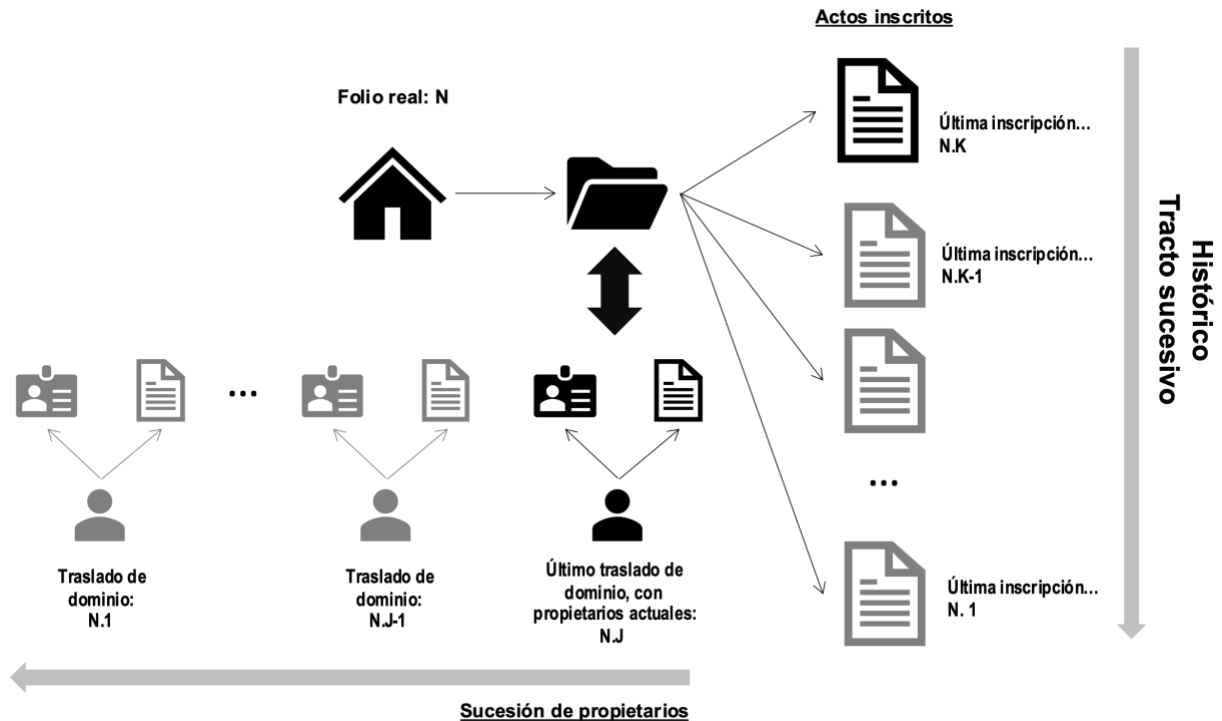 Actos inscritos
Folio real: N
Última inscripción...
N.K
Última inscripción...
N.K-1
...
Última inscripción...
N. 1
Histórico
Tracto sucesivo
...
Traslado de
dominio:
N.1
Traslado de
dominio:
N.J-1
Último traslado de
dominio, con
propietarios actuales:
N.J
Sucesión de propietarios